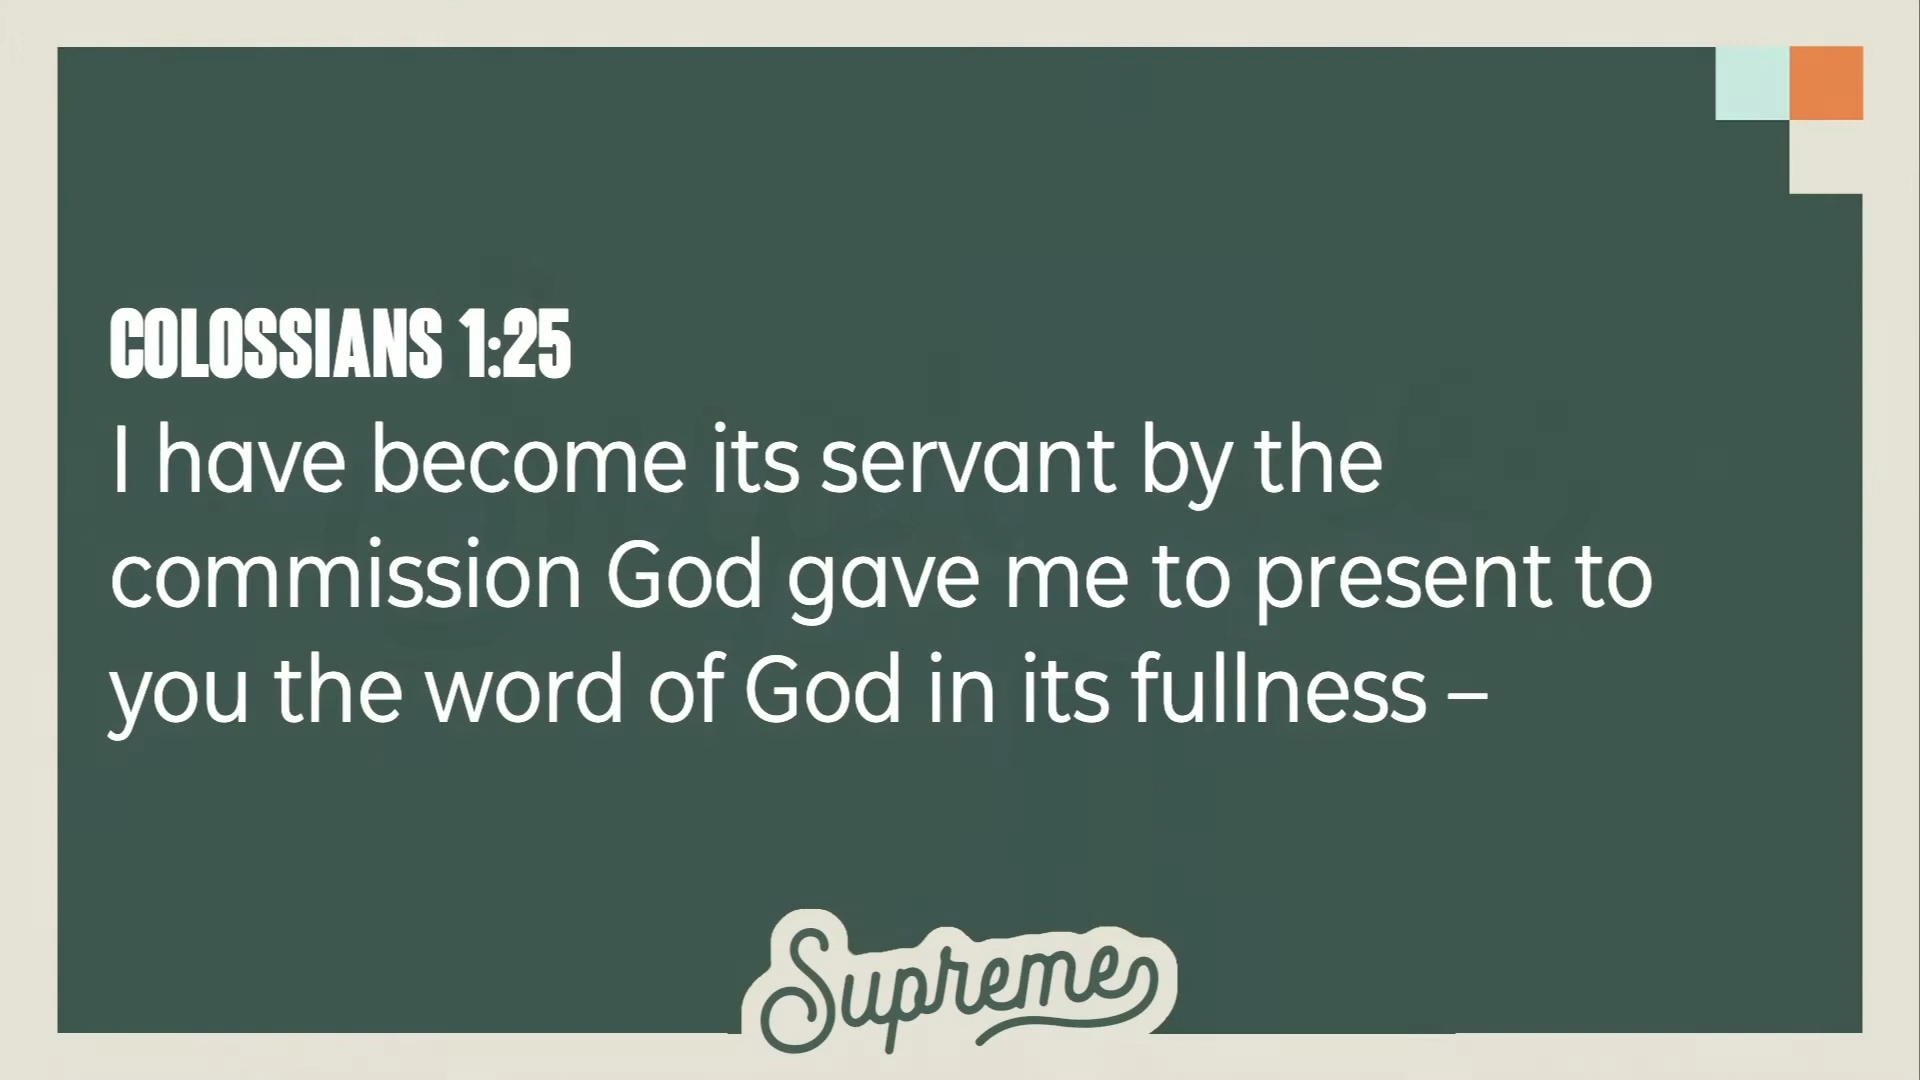 COLOSSIANS 1:25
I have become its servant by the
commission God gave me to present to
you the word of God in its fullness –
Supreme